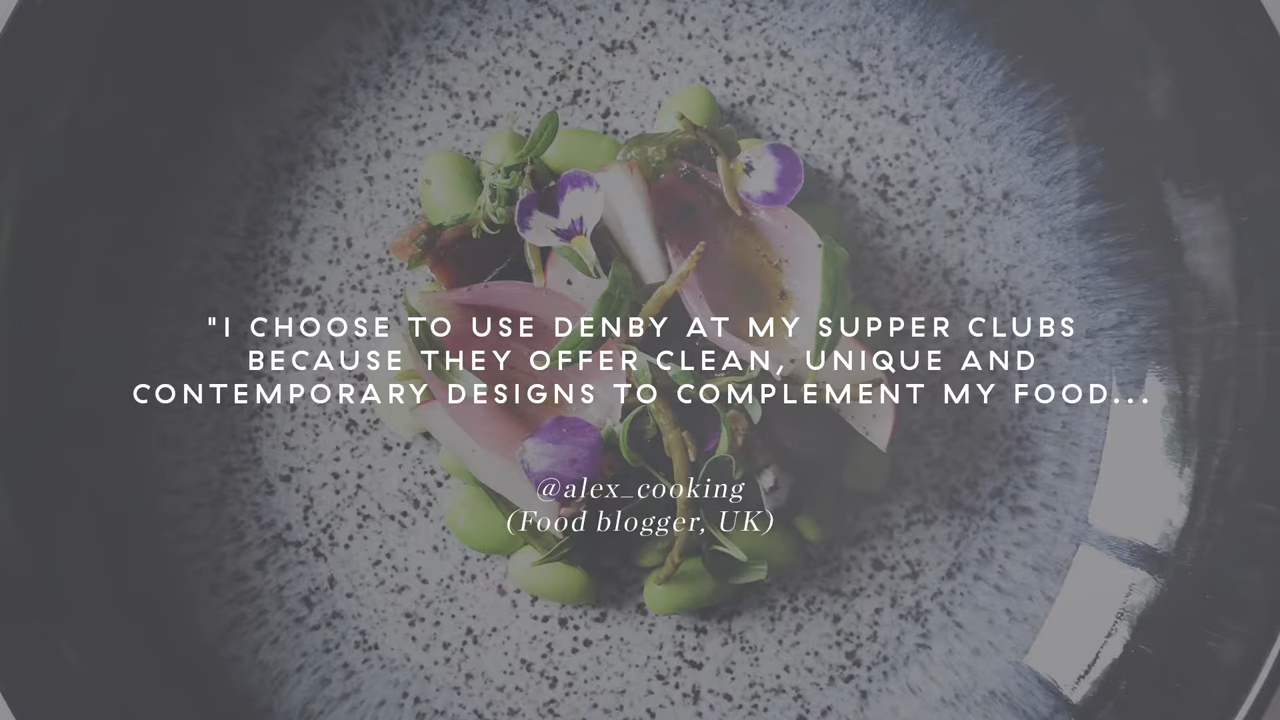 "I CHOOSE TO USE DENBY AT MY SUPPER CLUBS
BECAUSE THEY OFFER CLEAN, UNIQUE AND
CONTEMPORARY DESIGNS TO COMPLEMENT MY FOOD...
@alex_cooking
(Food blogger, UK)